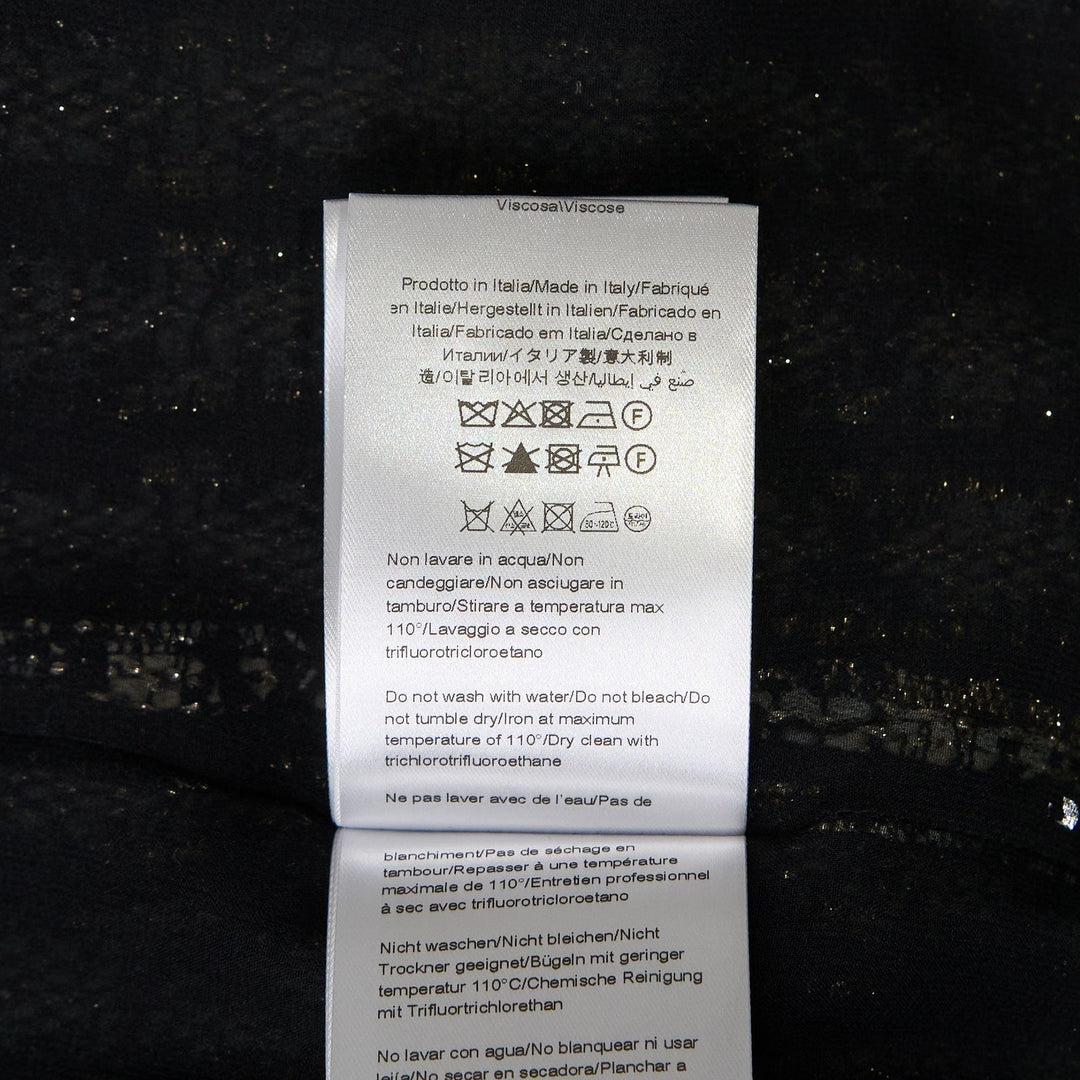 Viscosa\Viscose
Prodotto in Italia/Made in Italy/Fabriqué
en Italie/Hergestellt in Italien/Fabricado en
Italia/Fabricado em Italia/Сделано в
Италии/イタリア製/意大利制
造/이탈리아에서 생산/صنع في إيطاليا
F
F
80~120c
Non lavare in acqua/Non
candeggiare/Non asciugare in
tamburo/Stirare a temperatura max
110°/Lavaggio a secco con
trifluorotricloroetano
Do not wash with water/Do not bleach/Do
not tumble dry/Iron at maximum
temperature of 110°/Dry clean with
trichlorotrifluoroethane
Ne pas laver avec de l'eau/Pas de
blanchiment/Pas de séchage en
tambour/Repasser à une température
maximale de 110°/Entretien professionnel
à sec avec trifluorotricloroetano
Nicht waschen/Nicht bleichen/Nicht
Trockner geeignet/Bügeln mit geringer
temperatur 110°C/Chemische Reinigung
mit Trifluortrichlorethan
No lavar con agua/No blanquear ni usar
lejía/No secar en secadora/Planchar a